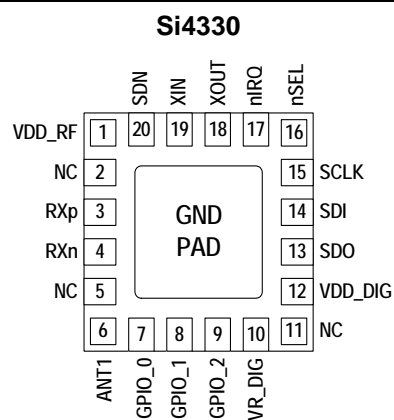 Si4330
SDN
XIN
XOUT
nIRQ
nSEL
20
19
18
17
16
VDD_RF 1
NC 2
RXp 3
RXn 4
NC 5
GND
PAD
15 SCLK
14 SDI
13 SDO
12 VDD_DIG
11 NC
6
7
8
9
10
ANT1
GPIO_0
GPIO_1
GPIO_2
VR_DIG